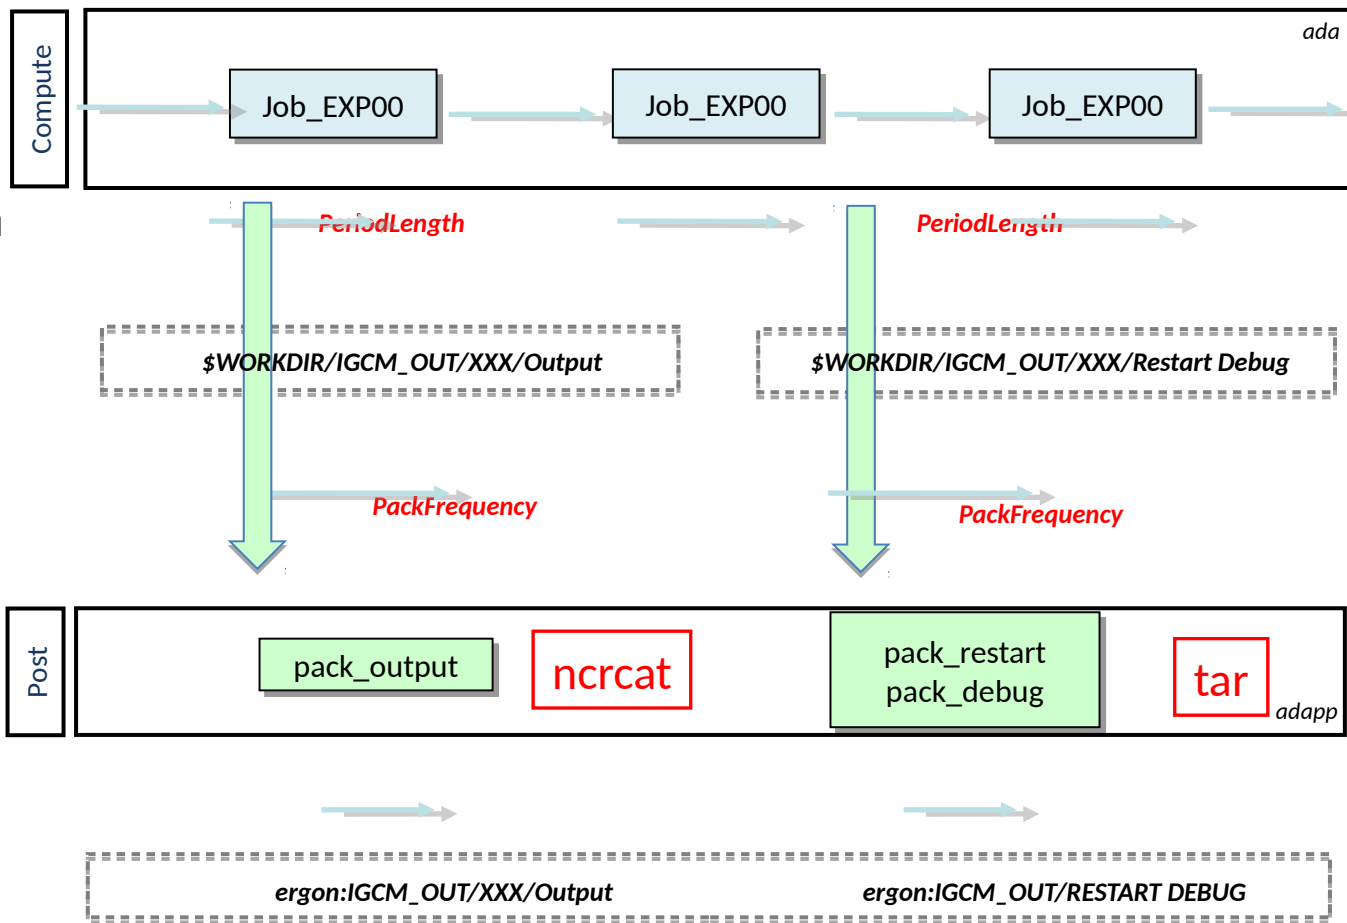 Compute
ada
Job_EXP00
Job_EXP00
Job_EXP00
PeriodLength
PeriodLength
$WORKDIR/IGCM_OUT/XXX/Output
$WORKDIR/IGCM_OUT/XXX/Restart Debug
PackFrequency
PackFrequency
Post
pack_output
ncrcat
pack_restart
pack_debug
tar
adapp
ergon:IGCM_OUT/XXX/Output
ergon:IGCM_OUT/RESTART DEBUG